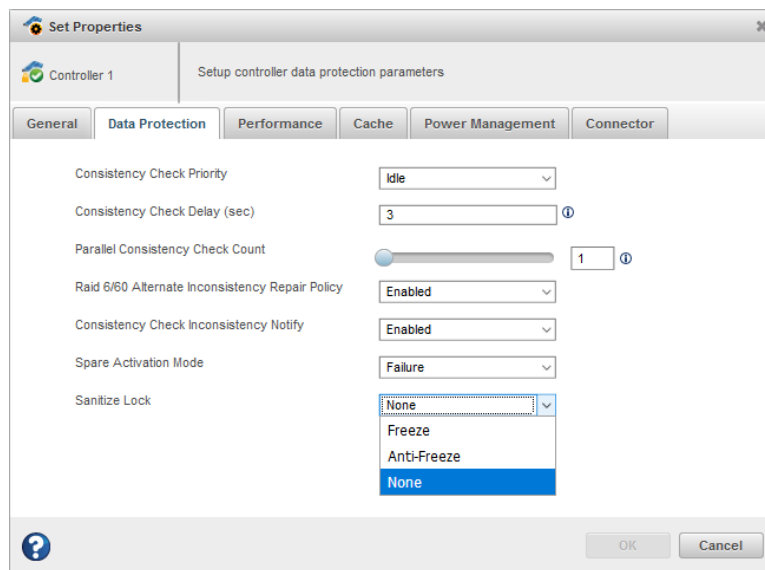 Set Properties
Controller 1
Setup controller data protection parameters
General Data Protection Performance Cache Power Management Connector
Consistency Check Priority Idle
Consistency Check Delay (sec) 3
Parallel Consistency Check Count 1
Raid 6/60 Alternate Inconsistency Repair Policy Enabled
Consistency Check Inconsistency Notify Enabled
Spare Activation Mode Failure
Sanitize Lock None
Freeze
Anti-Freeze
None
OK Cancel